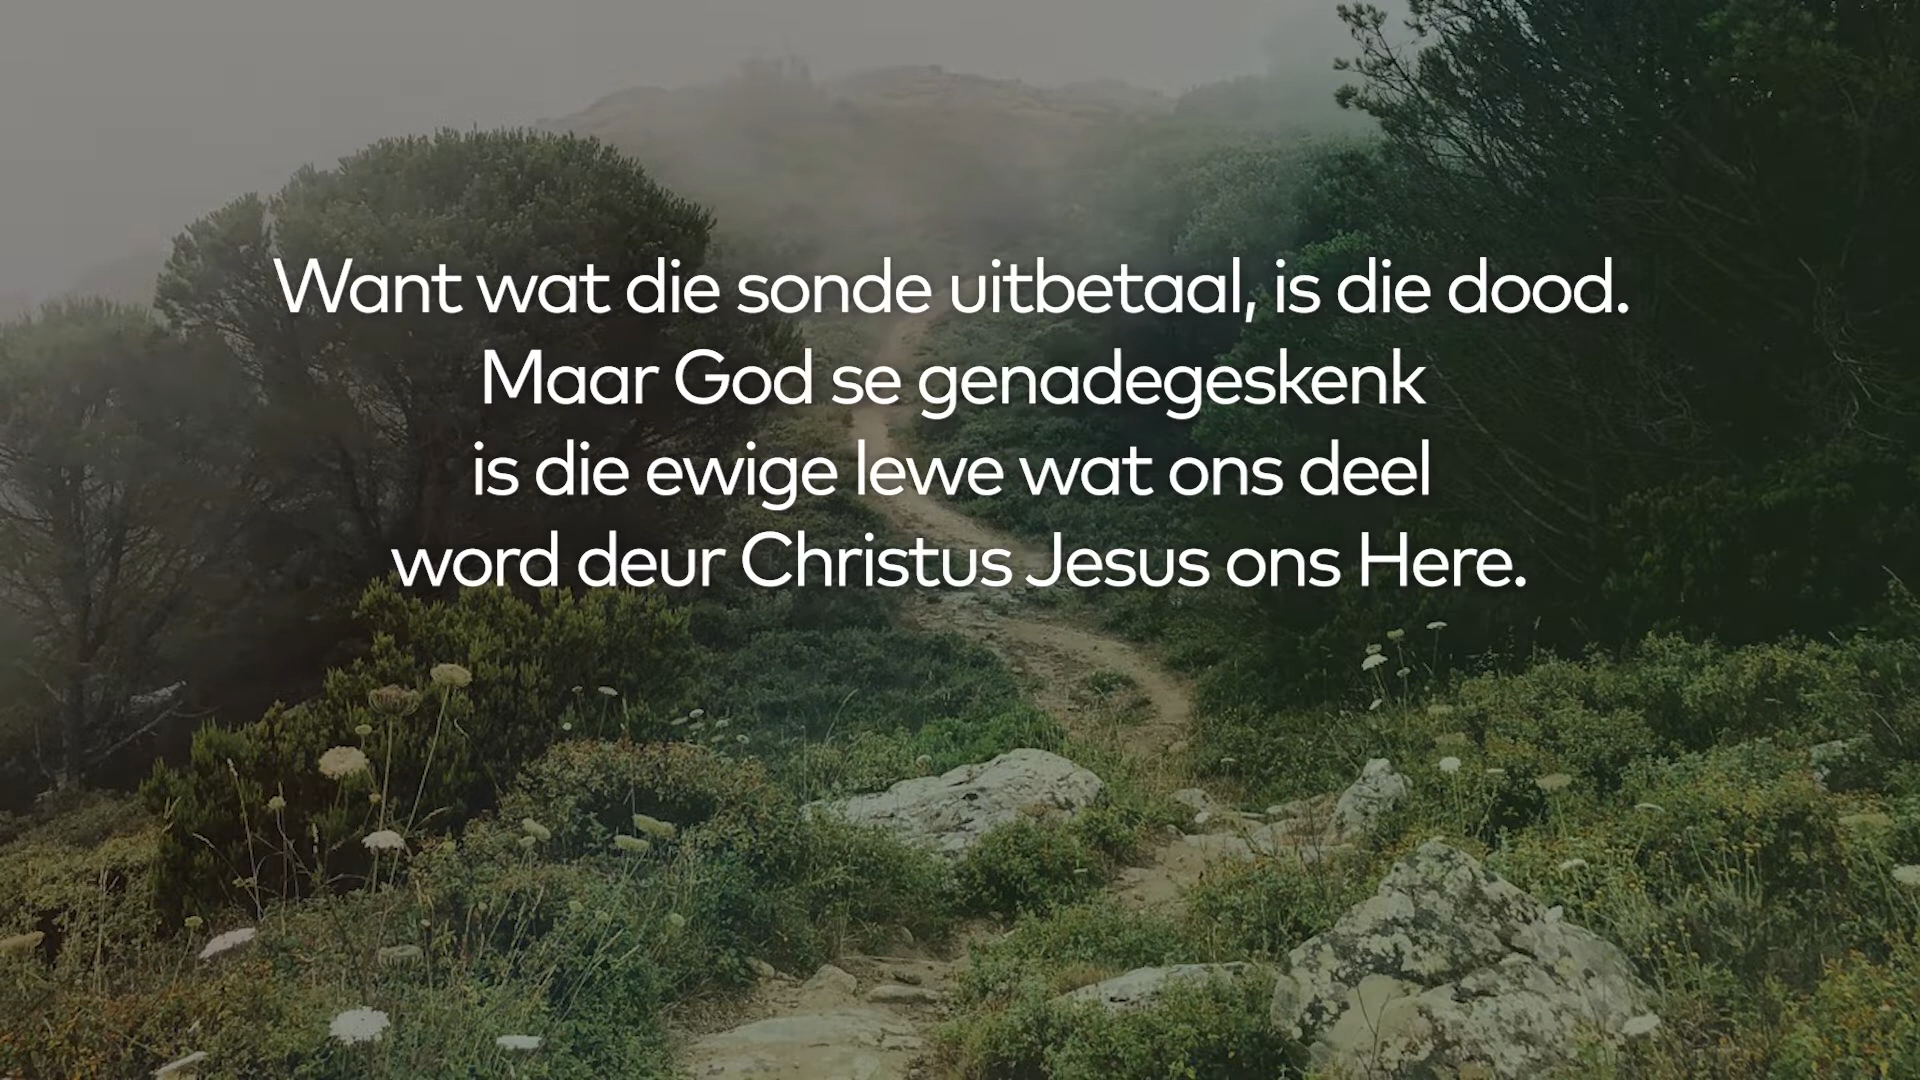 Want wat die sonde uitbetaal, is die dood.
Maar God se genadegeskenk
is die ewige lewe wat ons deel
word deur Christus Jesus ons Here.